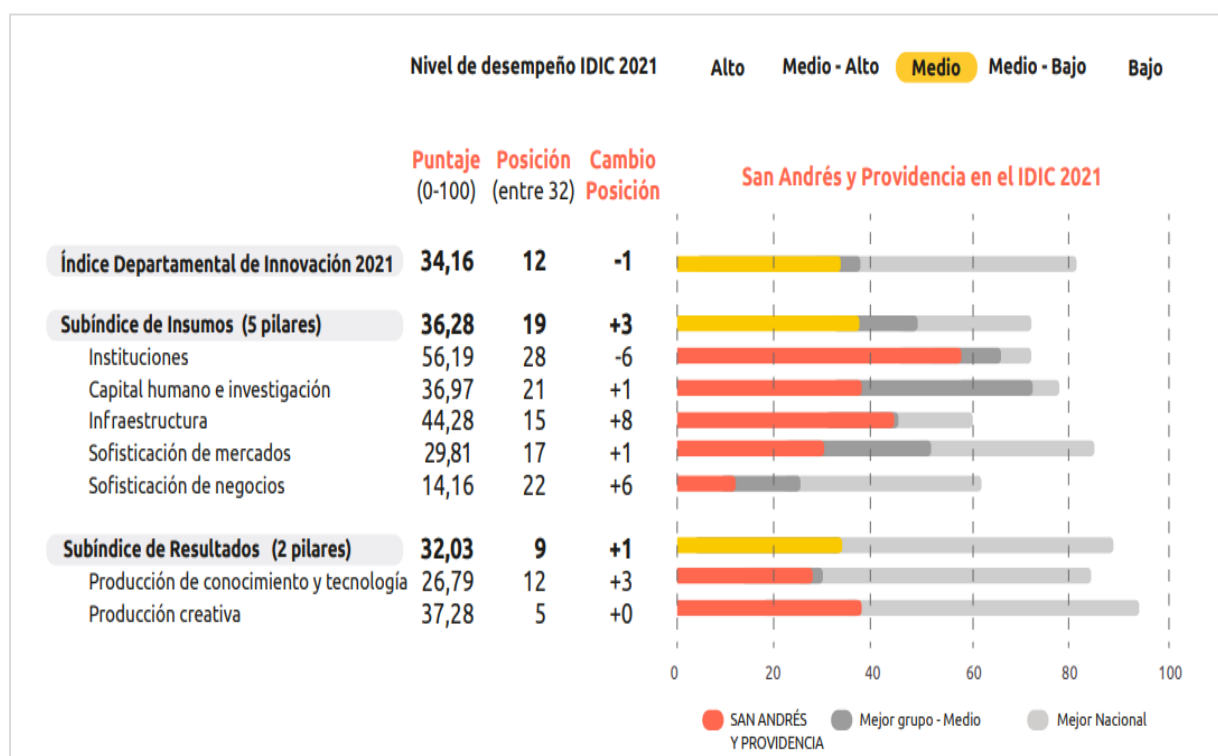 Nivel de desempeño IDIC 2021 Alto Medio - Alto Medio Medio - Bajo Bajo
Puntaje Posición Cambio
(0-100) (entre 32) Posición
San Andrés y Providencia en el IDIC 2021
Índice Departamental de Innovación 2021 34,16 12 -1
Subíndice de Insumos (5 pilares) 36,28 19 +3
Instituciones 56,19 28 -6
Capital humano e investigación 36,97 21 +1
Infraestructura 44,28 15 +8
Sofisticación de mercados 29,81 17 +1
Sofisticación de negocios 14,16 22 +6
Subíndice de Resultados (2 pilares) 32,03 9 +1
Producción de conocimiento y tecnología 26,79 12 +3
Producción creativa 37,28 5 +0
0 20 40 60 80 100
SAN ANDRÉS Mejor grupo - Medio Mejor Nacional
Y PROVIDENCIA